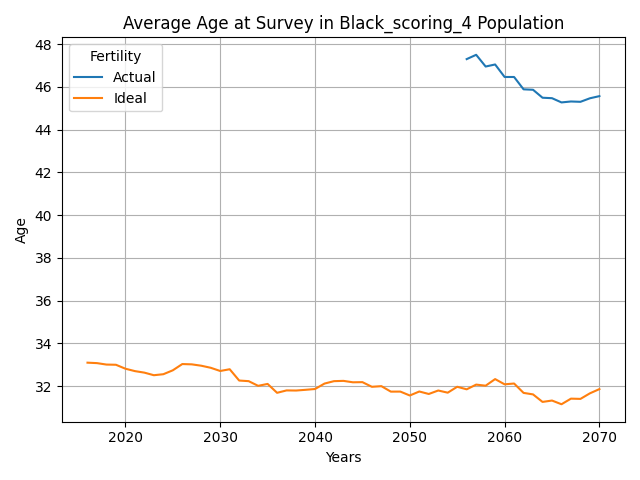 Average Age at Survey in Black_scoring_4 Population
Fertility
Actual
Ideal
48
46
44
42
40
38
36
34
32
Age
2020 2030 2040 2050 2060 2070
Years